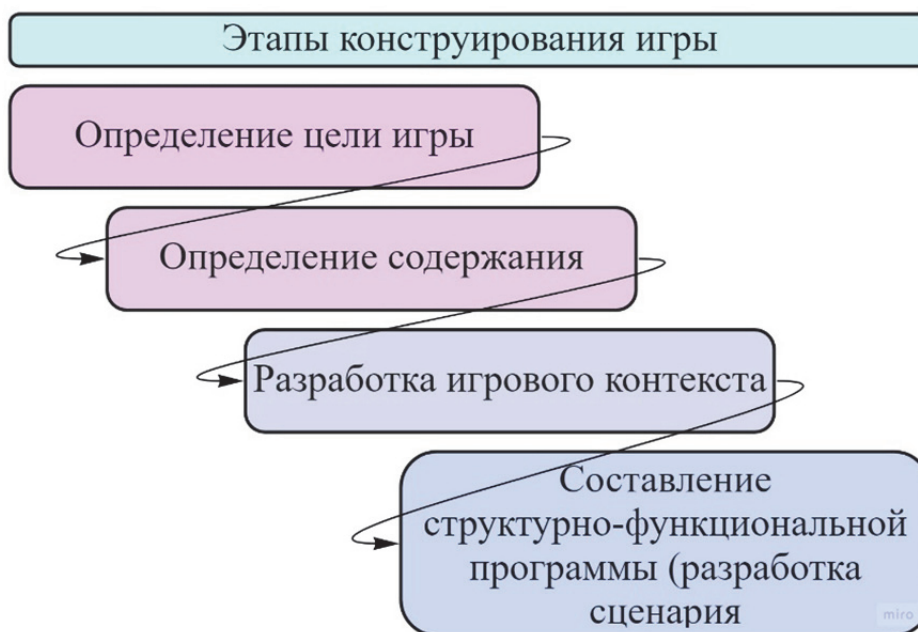 Этапы конструирования игры
Определение цели игры
Определение содержания
Разработка игрового контекста
Составление
структурно-функциональной
программы (разработка
сценария
miro